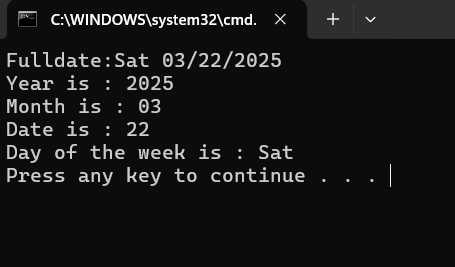 C:\WINDOWS\system32\cmd.
Fulldate:Sat 03/22/2025
Year is : 2025
Month is : 03
Date is : 22
Day of the week is : Sat
Press any key to continue . . .